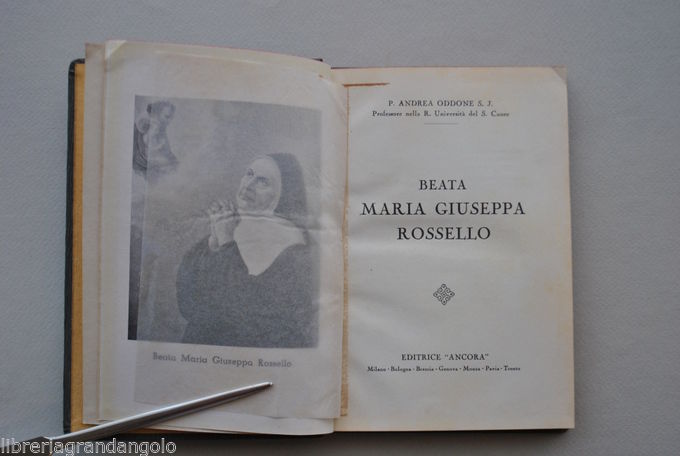 Beata Maria Giuseppa Rossello
P. ANDREA ODDONE S. J.
Professore nella R. Università del S. Cuore
BEATA
MARIA GIUSEPPA
ROSSELLO
EDITRICE "ANCORA"
Milano - Bologna - Brescia - Genova - Monza - Pavia - Trento
libreriagrandangolo